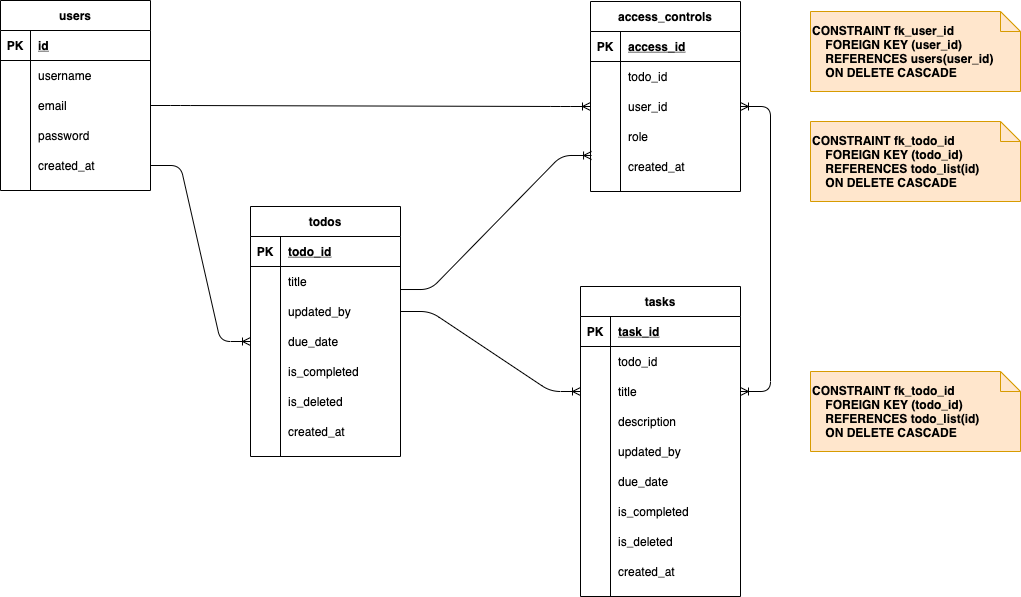 users
PK id
username
email
password
created_at
access_controls
PK access_id
todo_id
user_id
role
created_at
CONSTRAINT fk_user_id
FOREIGN KEY (user_id)
REFERENCES users(user_id)
ON DELETE CASCADE
CONSTRAINT fk_todo_id
FOREIGN KEY (todo_id)
REFERENCES todo_list(id)
ON DELETE CASCADE
todos
PK todo_id
title
updated_by
due_date
is_completed
is_deleted
created_at
tasks
PK task_id
todo_id
title
description
updated_by
due_date
is_completed
is_deleted
created_at
CONSTRAINT fk_todo_id
FOREIGN KEY (todo_id)
REFERENCES todo_list(id)
ON DELETE CASCADE